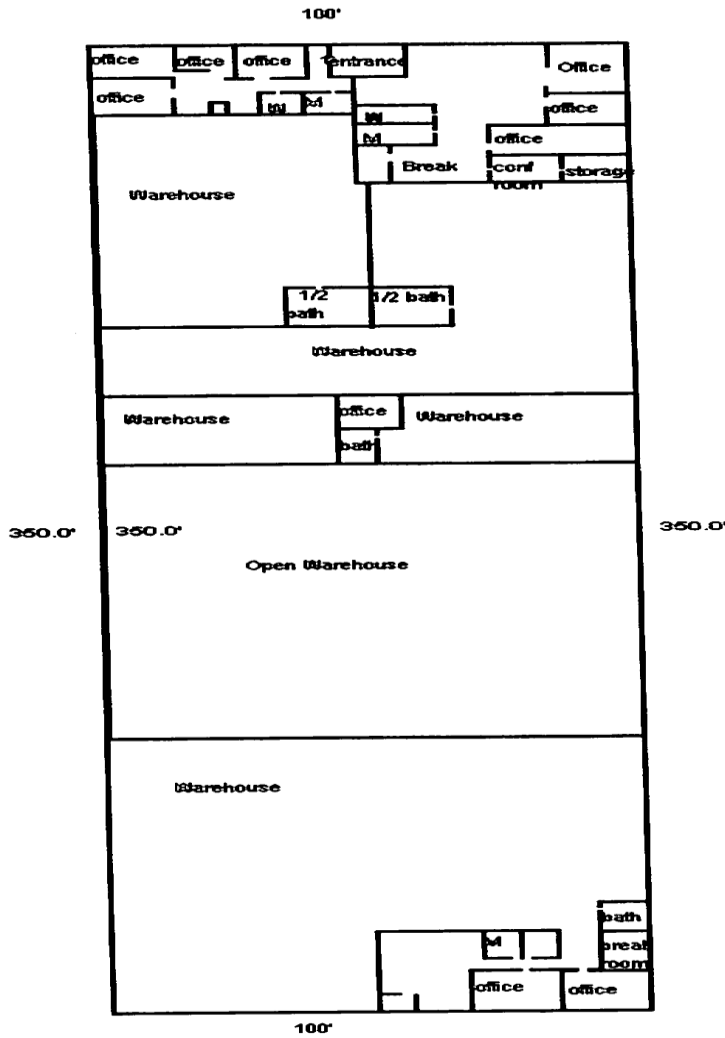 100'
office
office
office
entrance
Office
office
W
M
W
office
office
M
Break
conf
room
storage
Warehouse
1/2
bath
1/2 bath
Warehouse
Warehouse
office
Warehouse
bath
350.0'
350.0'
350.0'
Open Warehouse
Warehouse
bath
M
break
room
office
office
100'